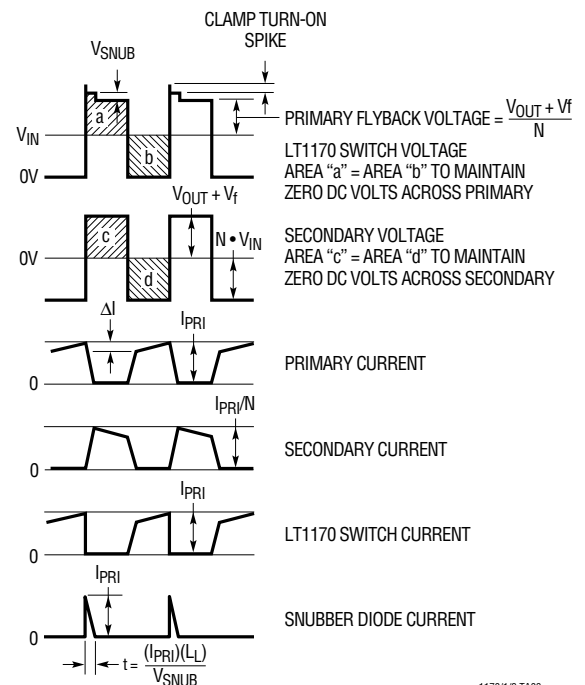 CLAMP TURN-ON
SPIKE
VSNUB
a
PRIMARY FLYBACK VOLTAGE = VOUT + Vf
N
VIN
b
LT1170 SWITCH VOLTAGE
AREA “a” = AREA “b” TO MAINTAIN
ZERO DC VOLTS ACROSS PRIMARY
0V
VOUT + Vf
c
N • VIN
SECONDARY VOLTAGE
AREA “c” = AREA “d” TO MAINTAIN
ZERO DC VOLTS ACROSS SECONDARY
0V
d
∆I
IPRI
PRIMARY CURRENT
0
IPRI/N
SECONDARY CURRENT
0
IPRI
LT1170 SWITCH CURRENT
0
IPRI
SNUBBER DIODE CURRENT
0
t = (IPRI)(LL)
VSNUB